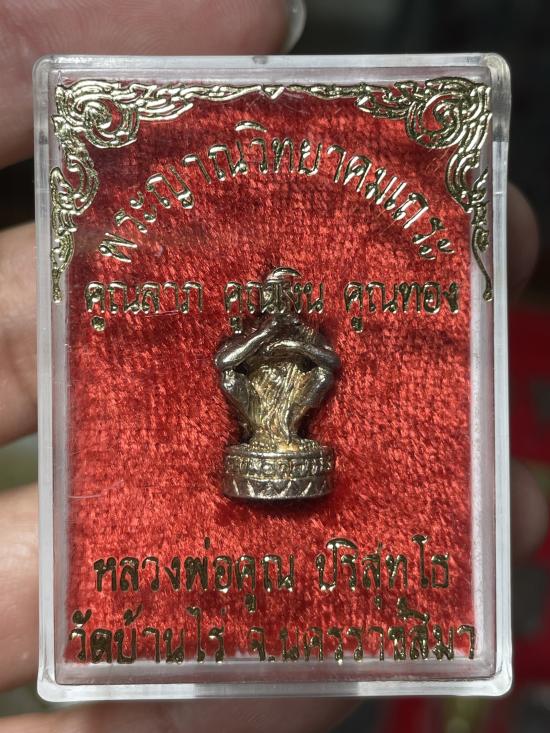 พระญาณวิทยาคมเถระ
คูณลาภ คูณเงิน คูณทอง
หลวงพ่อคูณ ปริสุทโธ
วัดบ้านไร่ จ.นครราชสีมา